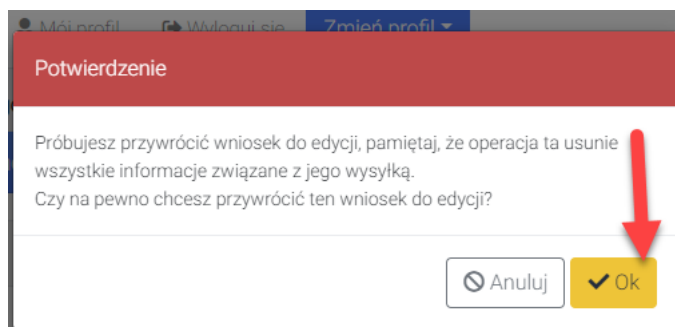 Mój profil Wyloguj się Zmień profil
Potwierdzenie
Próbujesz przywrócić wniosek do edycji, pamiętaj, że operacja ta usunie
wszystkie informacje związane z jego wysyłką.
Czy na pewno chcesz przywrócić ten wniosek do edycji?
Anuluj Ok